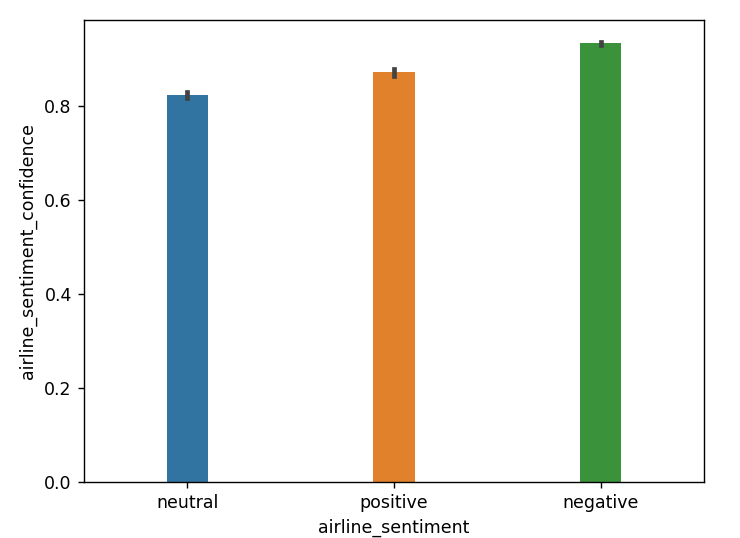 airline_sentiment_confidence
0.8
0.6
0.4
0.2
0.0
neutral positive negative
airline_sentiment